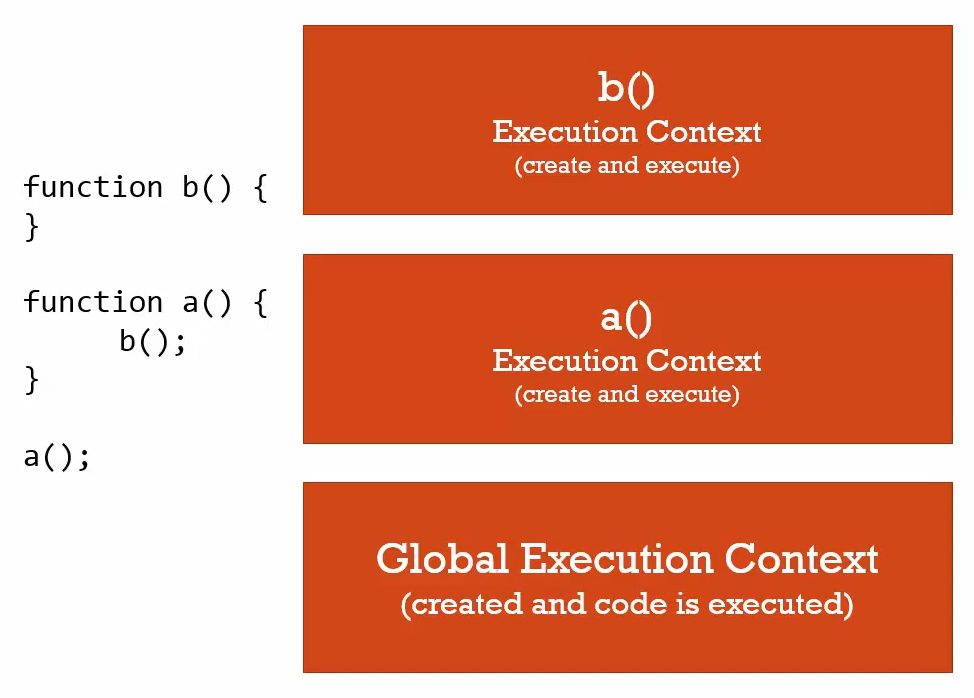 function b() {
}
function a() {
b();
}
a();
b()
Execution Context
(create and execute)
a()
Execution Context
(create and execute)
Global Execution Context
(created and code is executed)